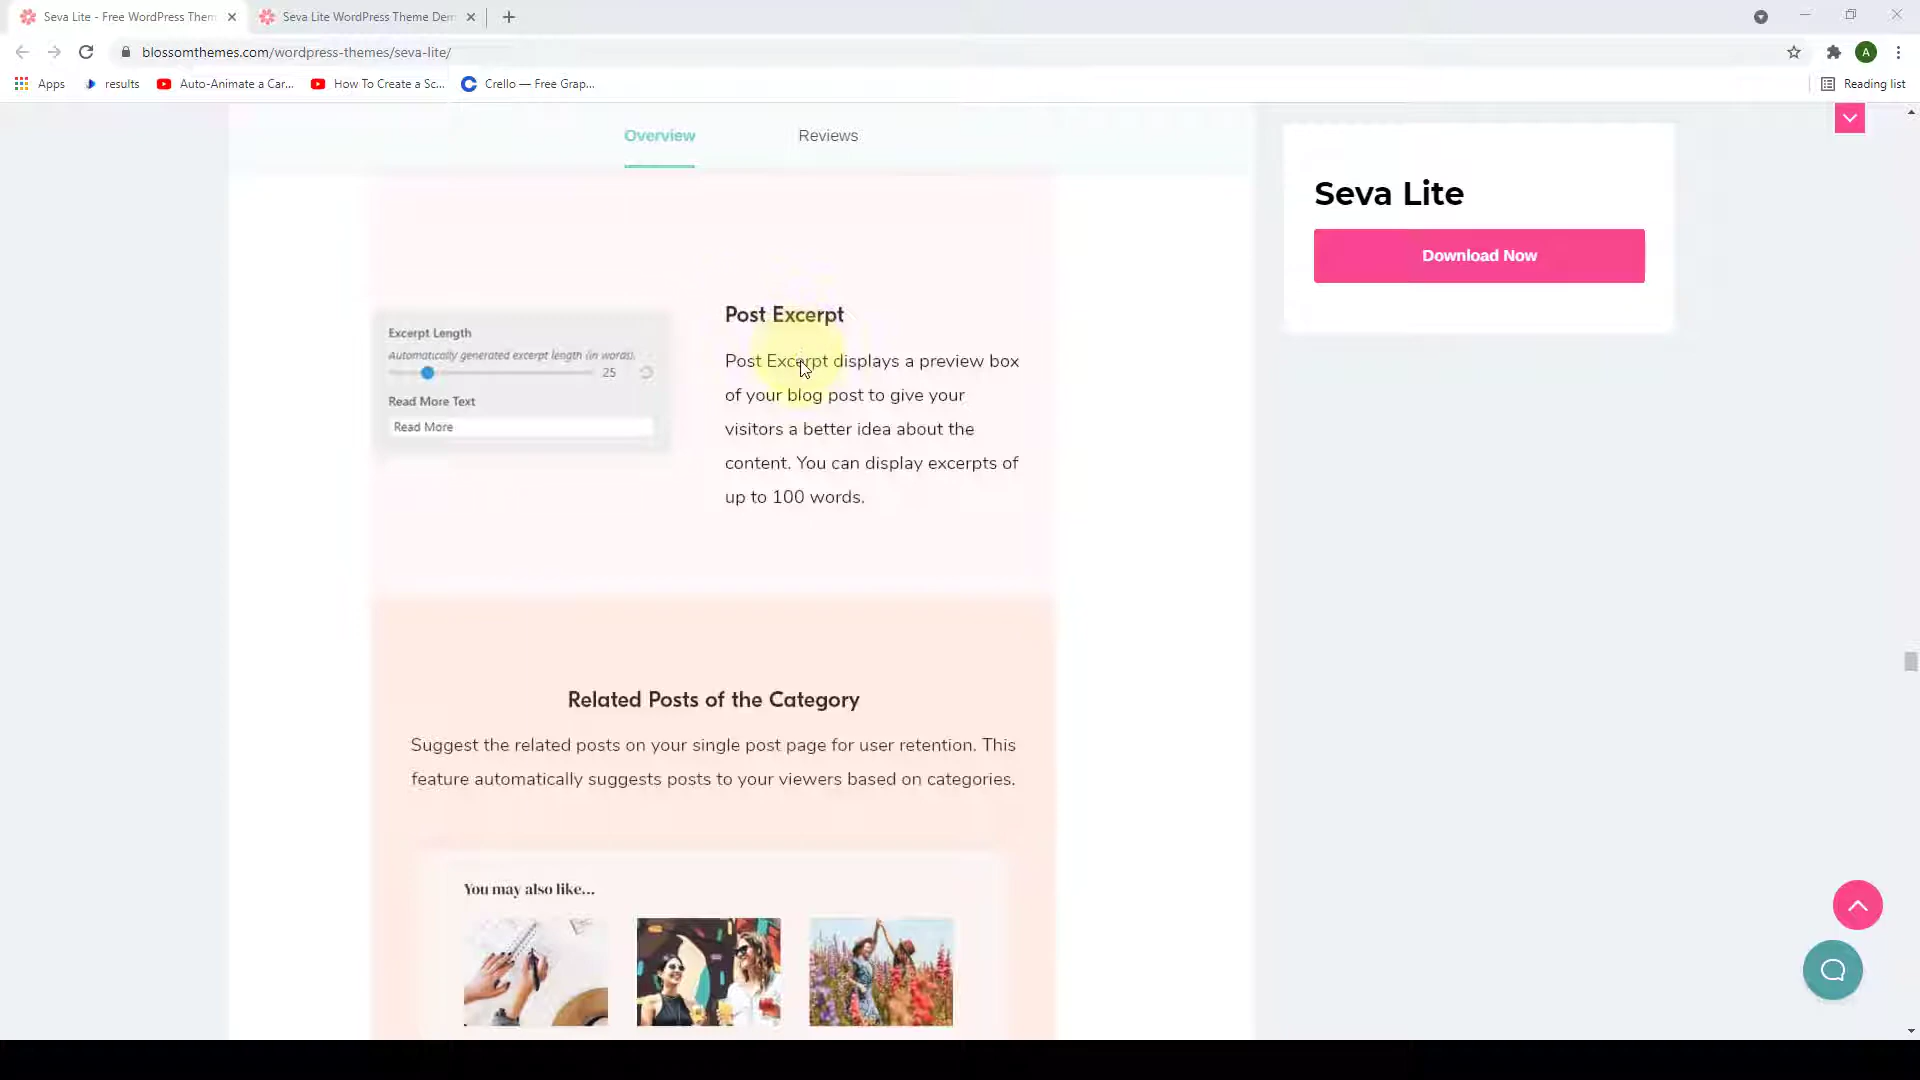 Seva Lite - Free WordPress Them
Seva Lite WordPress Theme Dem
blossomthemes.com/wordpress-themes/seva-lite/
A
Apps
results
Auto-Animate a Car...
How To Create a Sc...
Crello — Free Grap...
Reading list
Overview
Reviews
Seva Lite
Download Now
Excerpt Length
Automatically generated excerpt length (in words).
25
Read More Text
Read More
Post Excerpt
Post Excerpt displays a preview box
of your blog post to give your
visitors a better idea about the
content. You can display excerpts of
up to 100 words.
Related Posts of the Category
Suggest the related posts on your single post page for user retention. This
feature automatically suggests posts to your viewers based on categories.
You may also like...